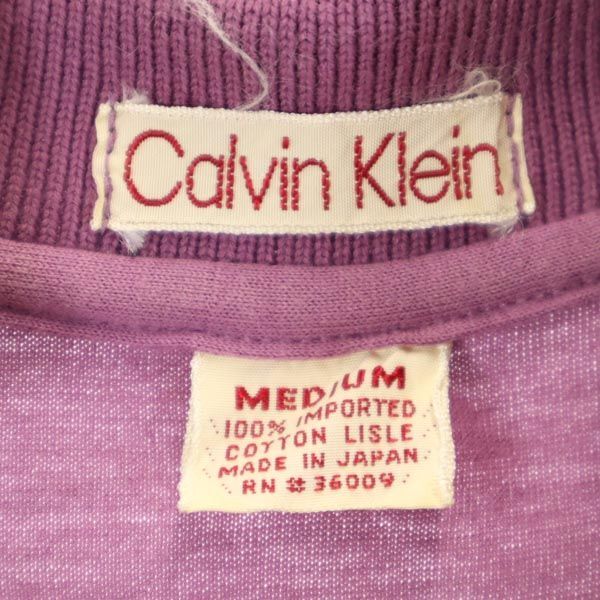 Calvin Klein
MEDIUM
100% IMPORTED
COTTON LISLE
MADE IN JAPAN
RN #36009